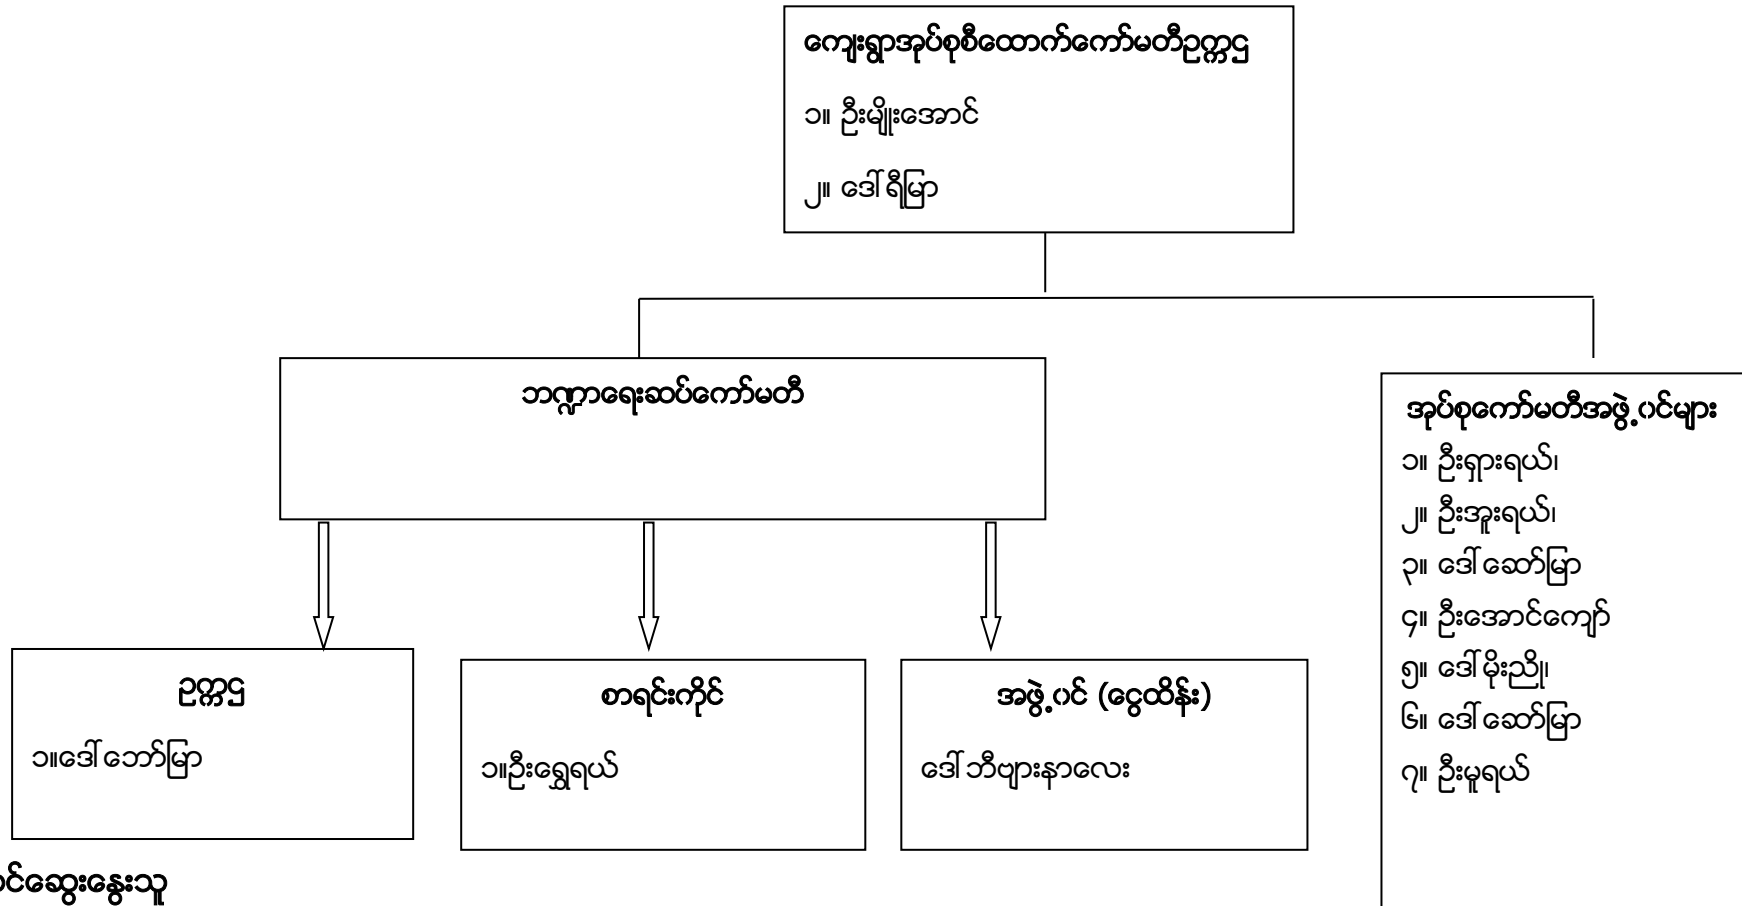 ကျေးရွာအုပ်စုစီထောက်ကော်မတီဥက္ကဌ
၁။ ဦးမျိုးအောင်
၂။ ဒေါ်ရီမြာ
ဘဏ္ဍာရေးဆပ်ကော်မတီ
အုပ်စုကော်မတီအဖွဲ့ဝင်များ
၁။ ဦးရှားရယ်၊
၂။ ဦးအူးရယ်၊
၃။ ဒေါ်ဆော်မြာ
၄။ ဦးအောင်ကျော်
၅။ ဒေါ်မိုးညို၊
၆။ ဒေါ်ဆော်မြာ
၇။ ဦးမူရယ်
ဥက္ကဌ
၁။ဒေါ်ဘော်မြာ
စာရင်းကိုင်
၁။ဦးရွှေရယ်
အဖွဲ့ဝင် (ငွေထိန်း)
ဒေါ်ဘီဗျားနာလေး
ဝင်ဆွေးနွေးသူ